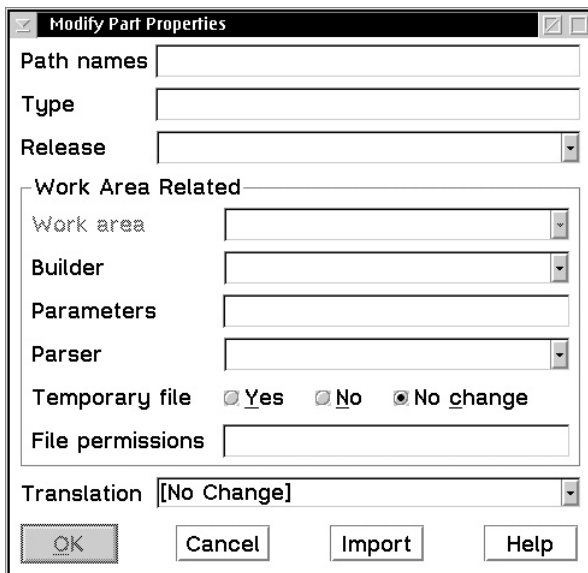 Modify Part Properties
Path names
Type
Release
Work Area Related
Work area
Builder
Parameters
Parser
Temporary file Yes No No change
File permissions
Translation [No Change]
OK Cancel Import Help